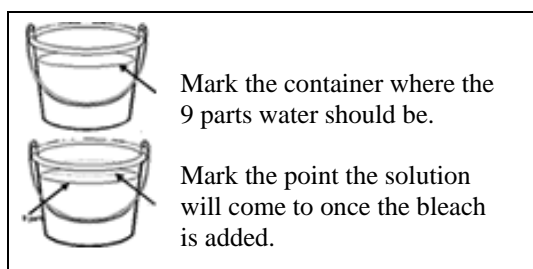 Mark the container where the
9 parts water should be.
Mark the point the solution
will come to once the bleach
is added.